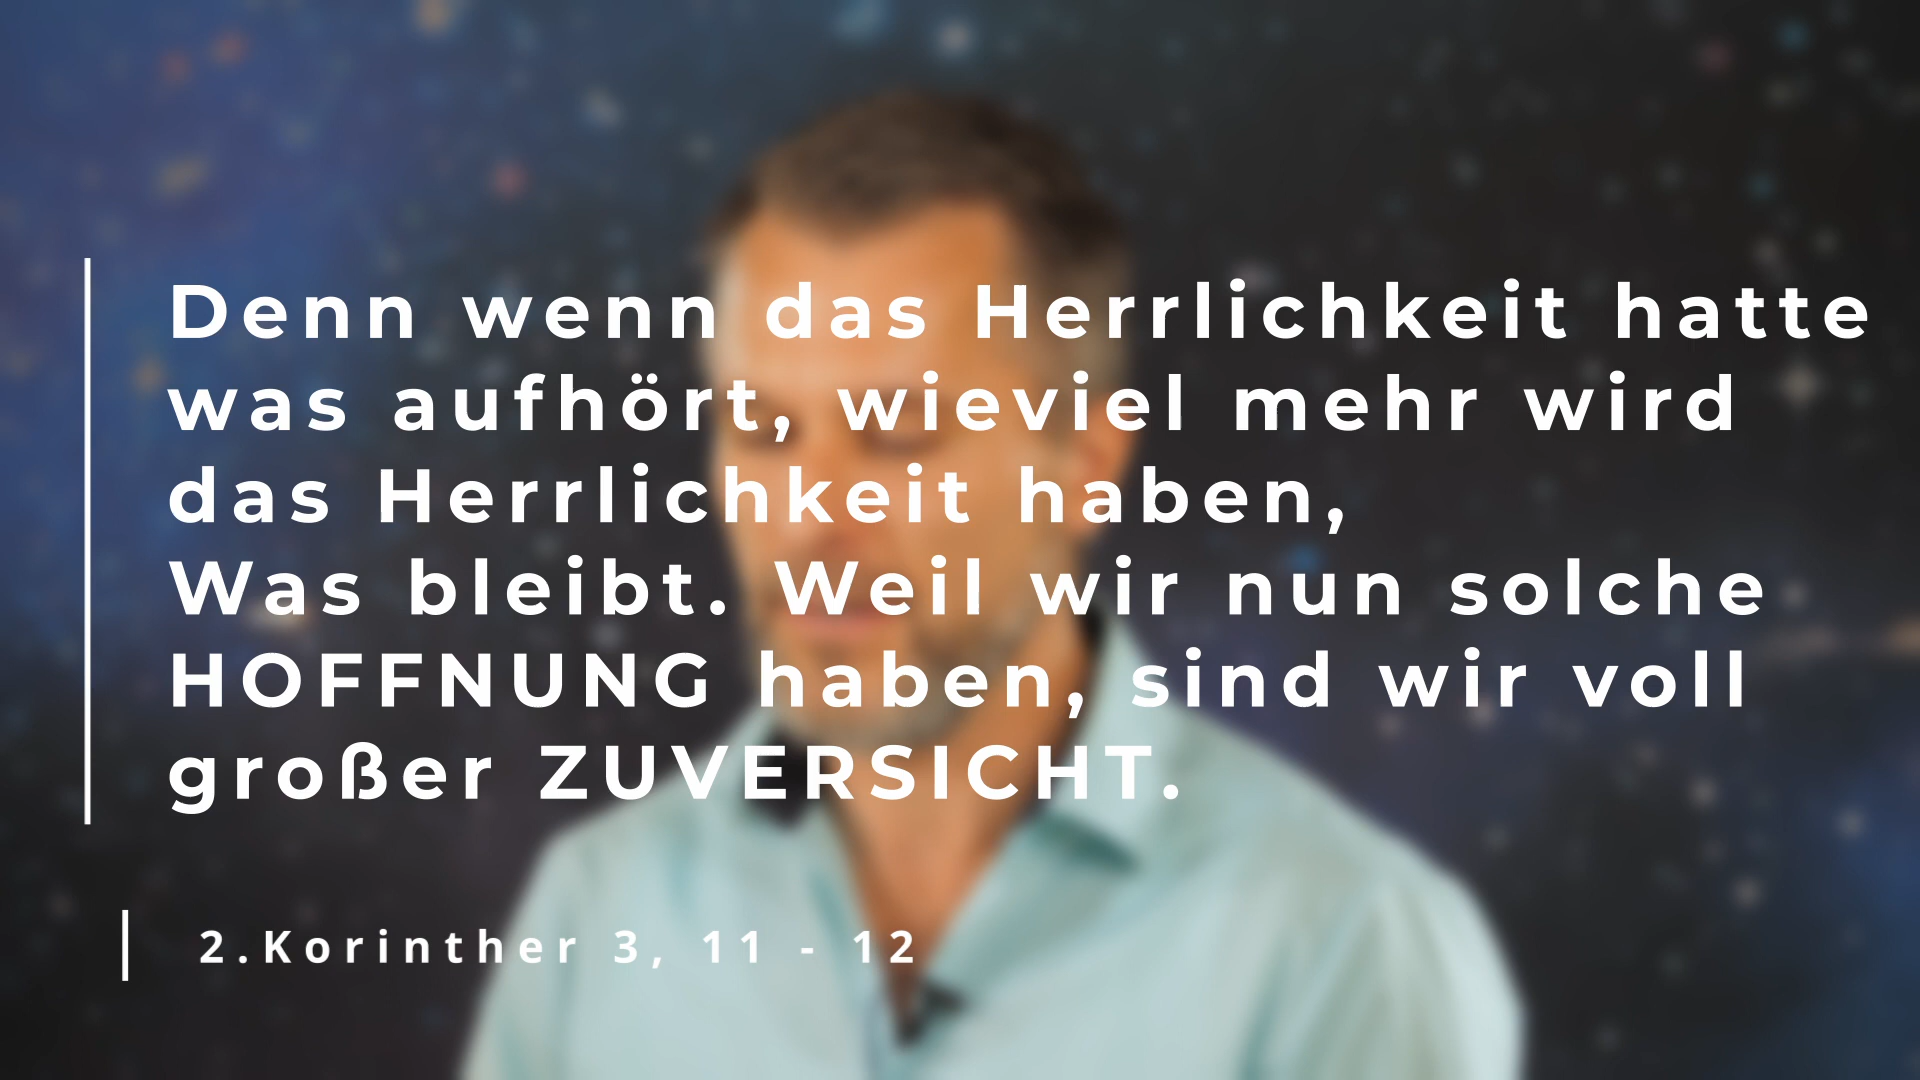 Denn wenn das Herrlichkeit hatte
was aufhört, wieviel mehr wird
das Herrlichkeit haben,
Was bleibt. Weil wir nun solche
HOFFNUNG haben, sind wir voll
großer ZUVERSICHT.
2.Korinther 3, 11 - 12